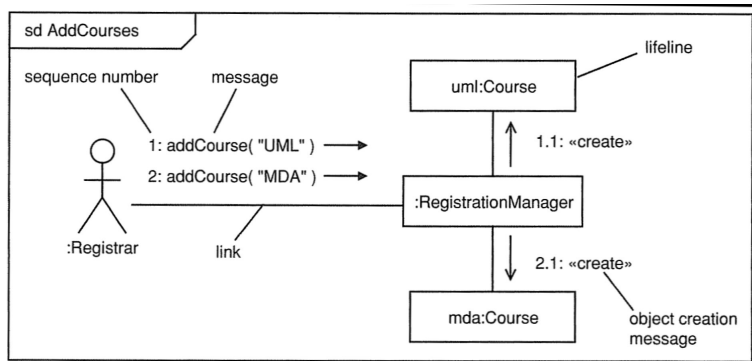 sd AddCourses
sequence number
message
lifeline
uml:Course
1: addCourse( "UML" )
1.1: «create»
2: addCourse( "MDA" )
:RegistrationManager
:Registrar
link
2.1: «create»
mda:Course
object creation
message